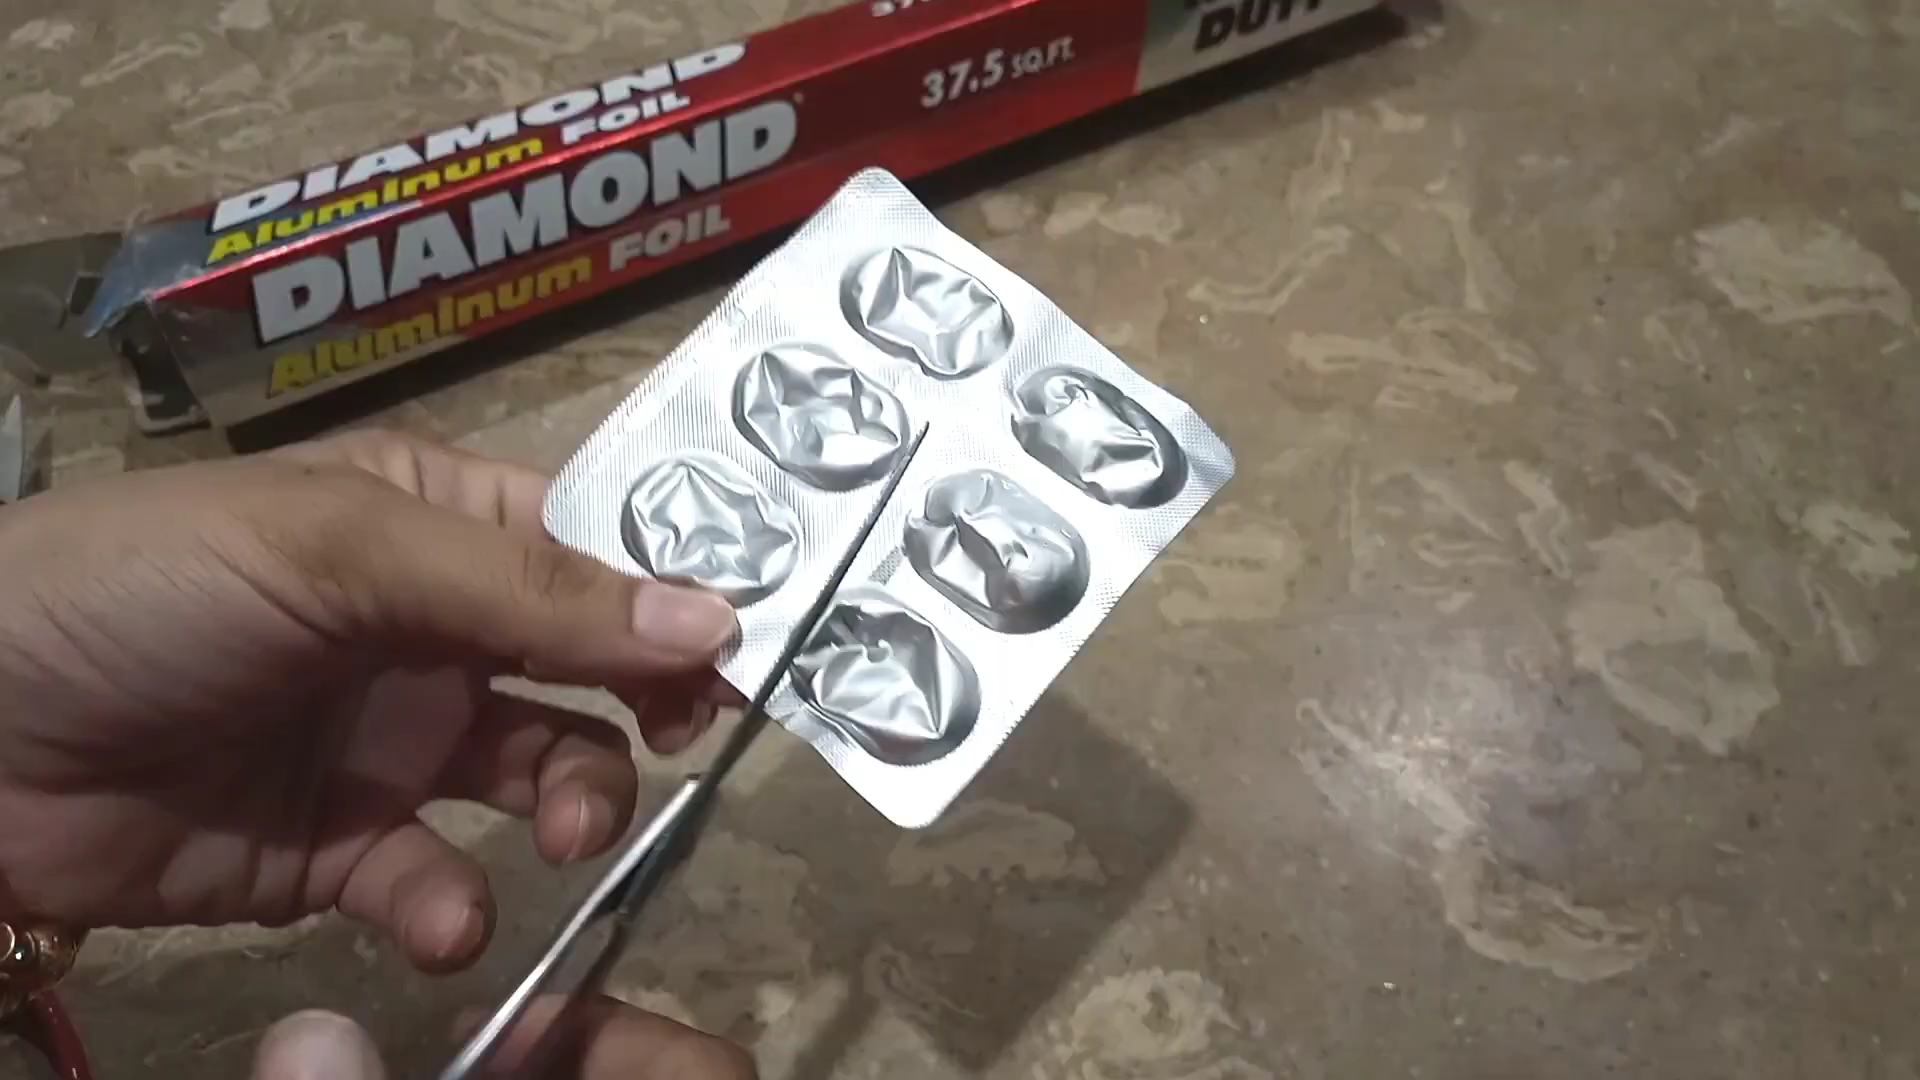 DIAMOND
Aluminum FOIL
DIAMOND
Aluminum FOIL
37.5 SQ.FT.
DUTY